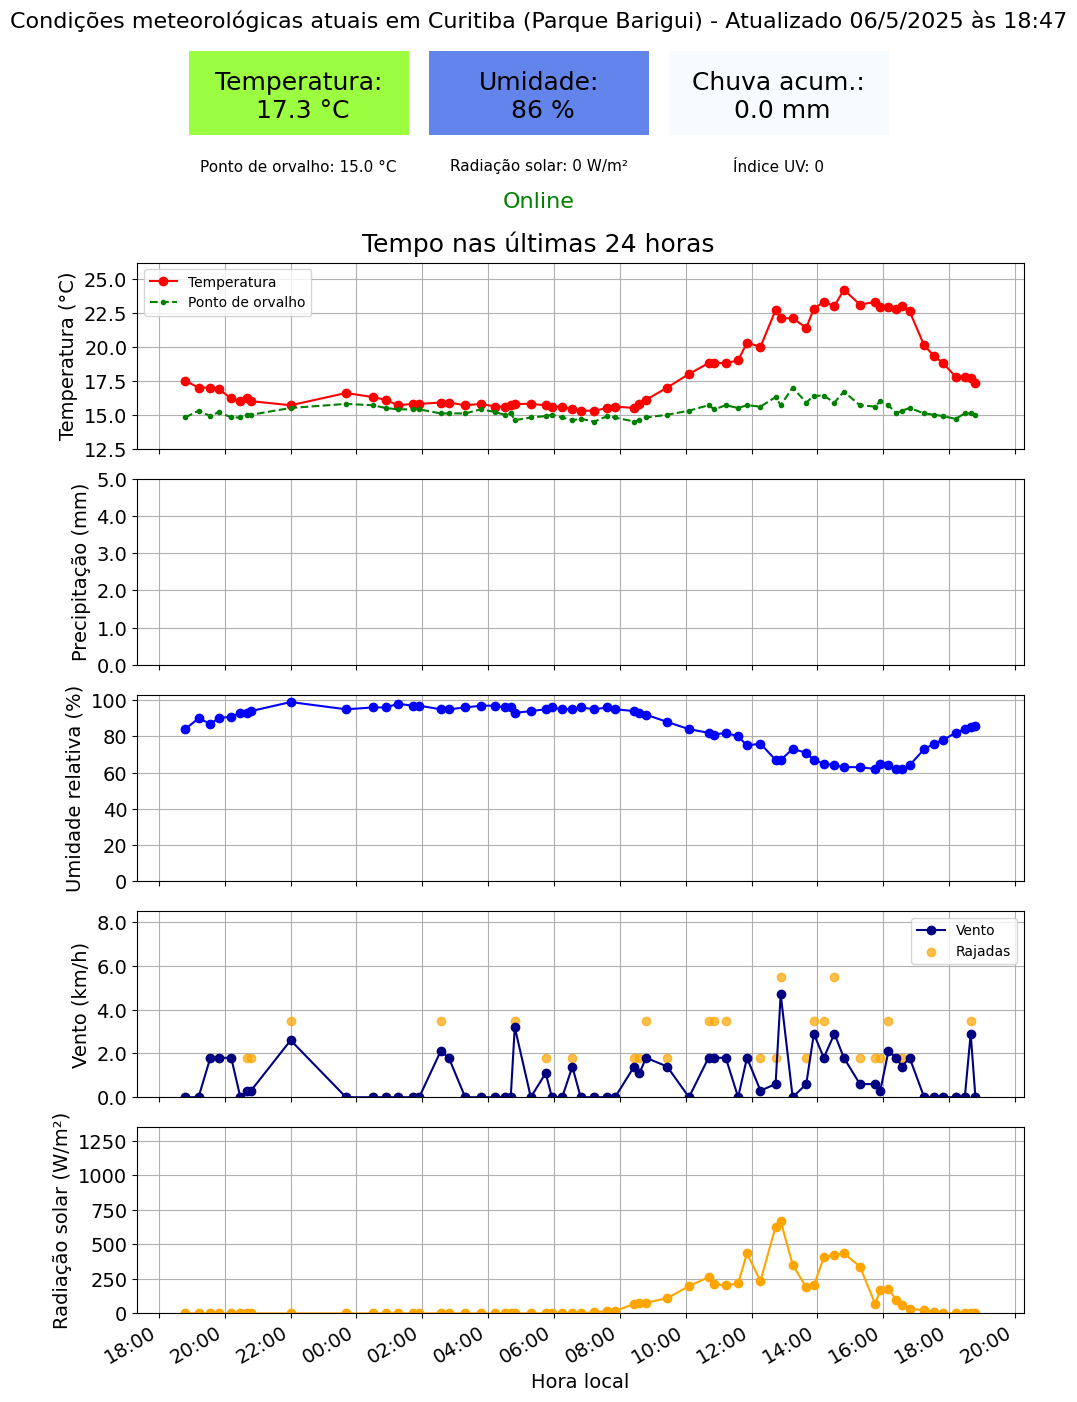 Condições meteorológicas atuais em Curitiba (Parque Barigui) - Atualizado 06/5/2025 às 18:47
Temperatura:
17.3 °C
Umidade:
86 %
Chuva acum.:
0.0 mm
Ponto de orvalho: 15.0 °C
Radiação solar: 0 W/m²
Índice UV: 0
Online
Tempo nas últimas 24 horas
Temperatura (°C)
25.0
22.5
20.0
17.5
15.0
12.5
Temperatura
Ponto de orvalho
Precipitação (mm)
5.0
4.0
3.0
2.0
1.0
0.0
Umidade relativa (%)
100
80
60
40
20
0
Vento (km/h)
8.0
6.0
4.0
2.0
0.0
Vento
Rajadas
Radiação solar (W/m²)
1250
1000
750
500
250
0
18:00
20:00
22:00
00:00
02:00
04:00
06:00
08:00
10:00
12:00
14:00
16:00
18:00
20:00
Hora local